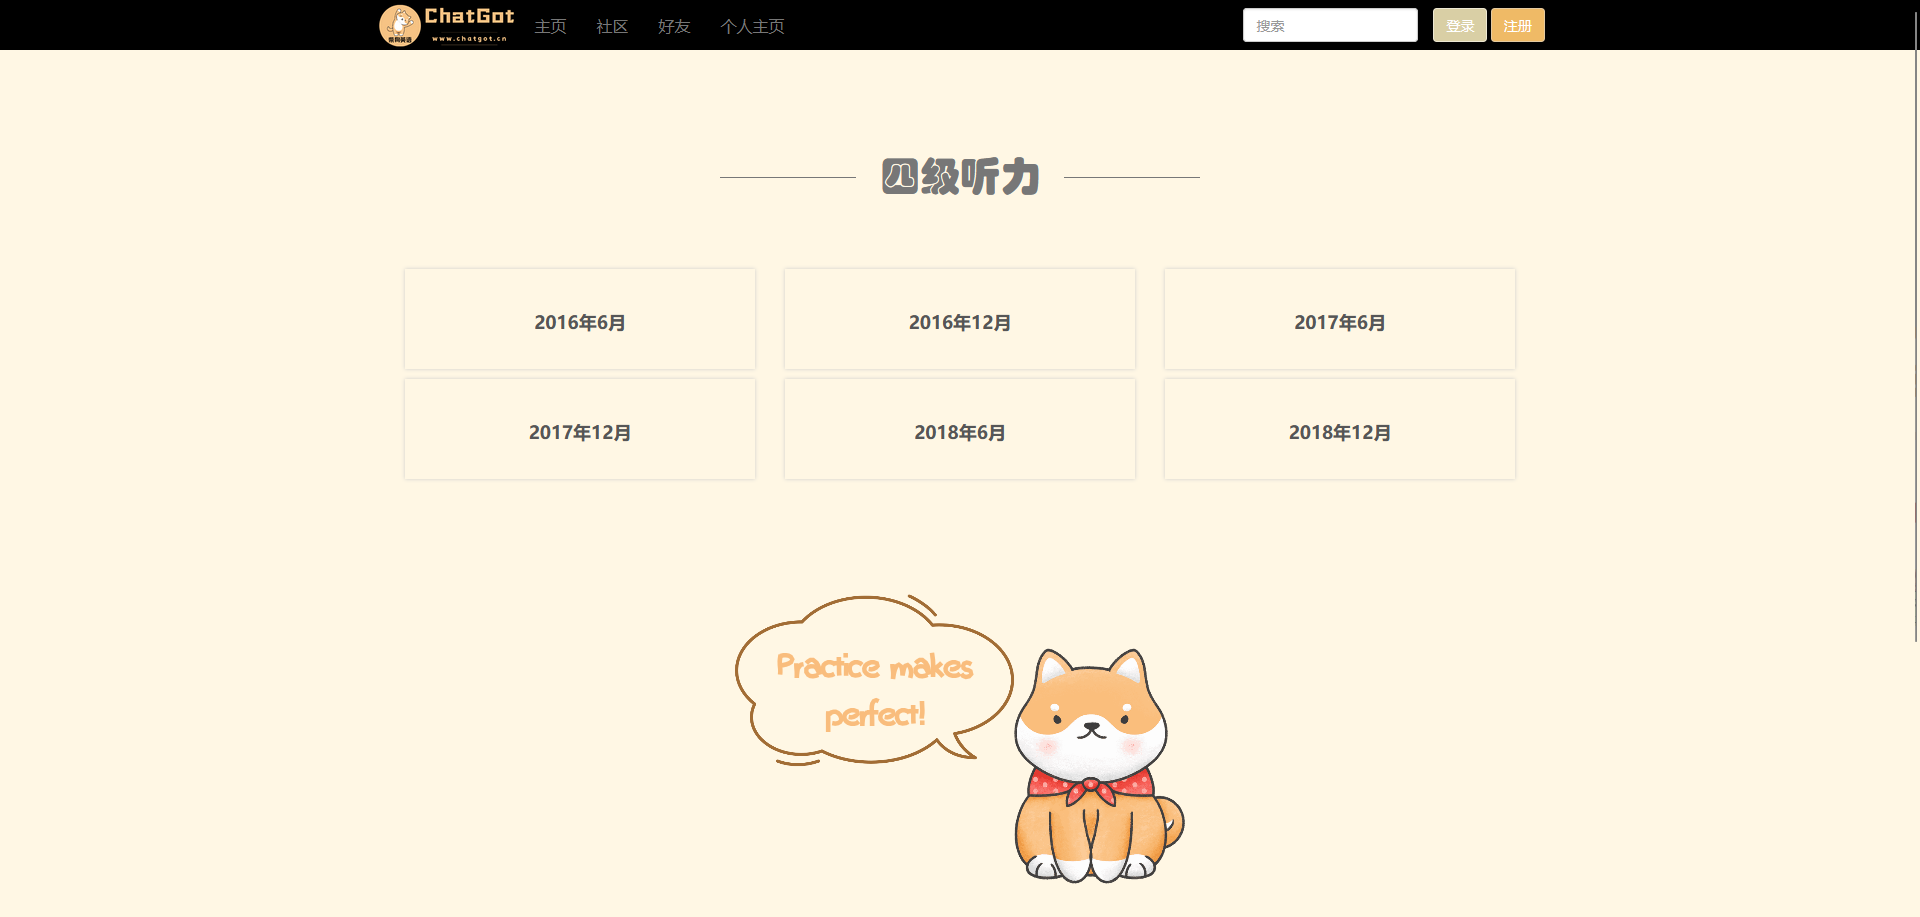 ChatGot
www.chatgot.cn
主页 社区 好友 个人主页 搜索 登录 注册
四级听力
2016年6月 2016年12月 2017年6月
2017年12月 2018年6月 2018年12月
Practice makes
perfect!